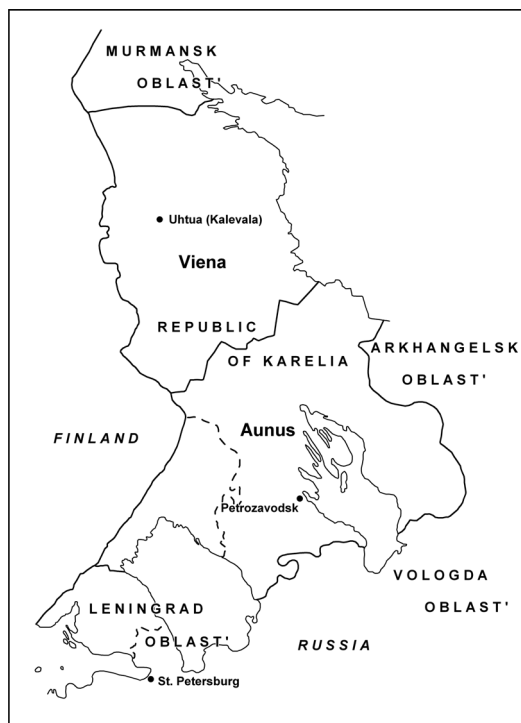 MURMANSK
OBLAST'
Uhtua (Kalevala)
Viena
REPUBLIC
OF KARELIA
ARKHANGELSK
OBLAST'
Aunus
FINLAND
Petrozavodsk
VOLOGDA
OBLAST'
LENINGRAD
OBLAST'
RUSSIA
St. Petersburg